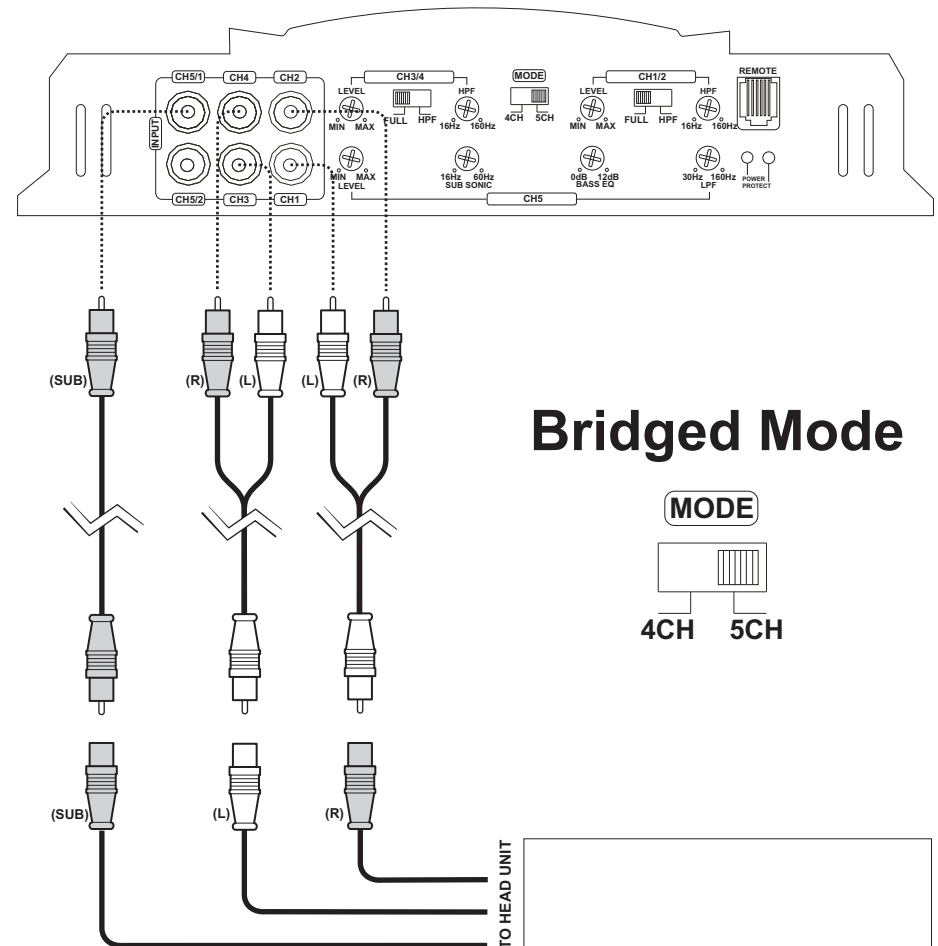 CH5/1 CH4 CH2
INPUT
CH5/2 CH3 CH1
CH3/4
LEVEL
MIN MAX
FULL HPF
HPF
16Hz 160Hz
MODE
4CH 5CH
CH1/2
LEVEL
MIN MAX
FULL HPF
HPF
16Hz 160Hz
REMOTE
MIN MAX
LEVEL
16Hz 60Hz
SUB SONIC
0dB 12dB
BASS EQ
30Hz 160Hz
LPF
POWER
PROTECT
CH5
(SUB) (R) (L) (L) (R)
Bridged Mode
MODE
4CH 5CH
(SUB) (L) (R)
TO HEAD UNIT